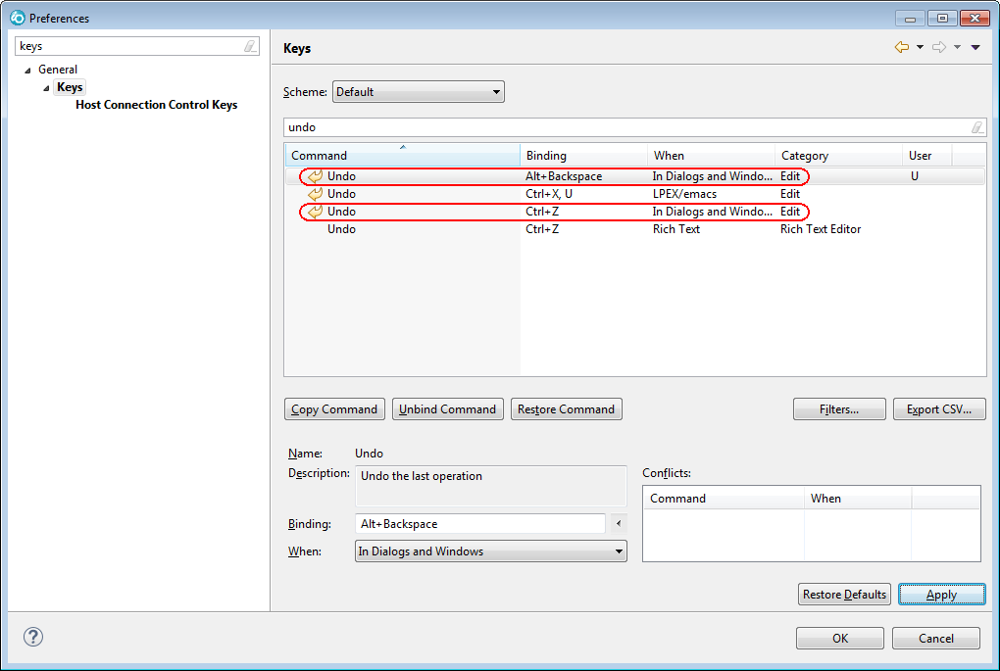 Preferences
keys
General
Keys
Host Connection Control Keys
Keys
Scheme: Default
undo
Command Binding When Category User
Undo Alt+Backspace In Dialogs and Windo... Edit U
Undo Ctrl+X, U LPEX/emacs Edit
Undo Ctrl+Z In Dialogs and Windo... Edit
Undo Ctrl+Z Rich Text Rich Text Editor
Copy Command Unbind Command Restore Command Filters... Export CSV...
Name: Undo
Description: Undo the last operation
Conflicts:
Command When
Binding: Alt+Backspace
When: In Dialogs and Windows
Restore Defaults Apply
? OK Cancel